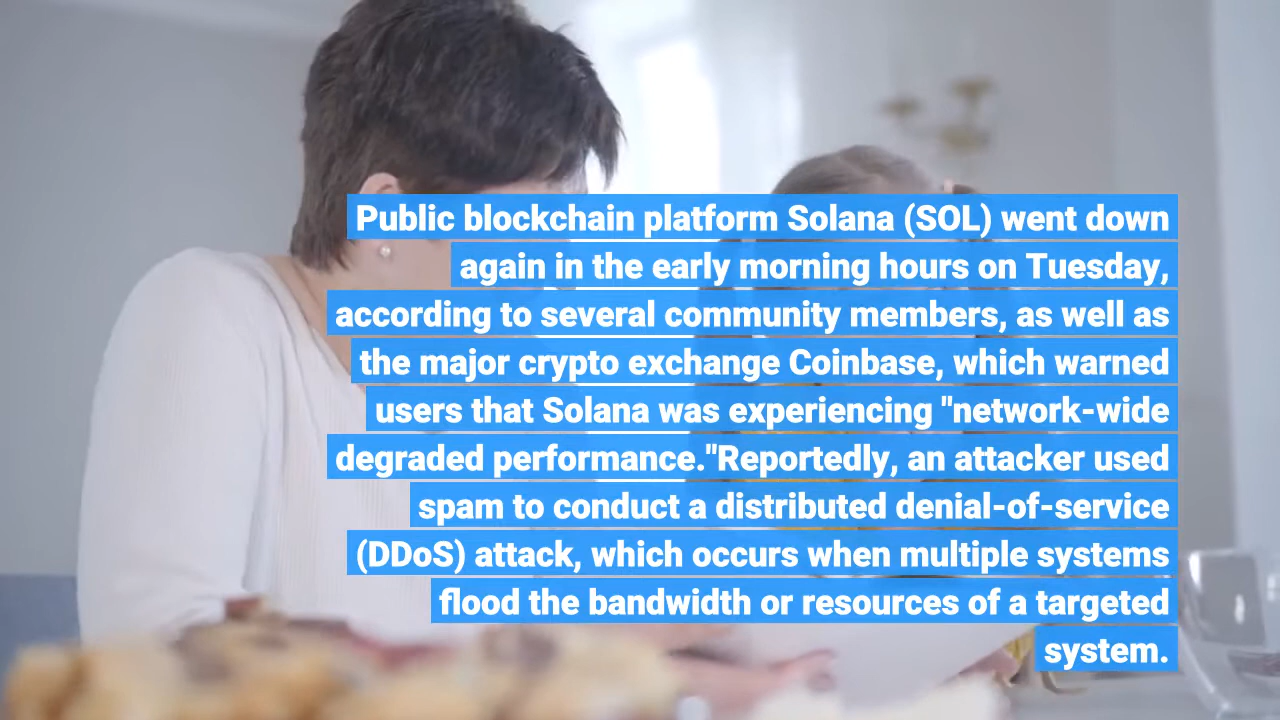 Public blockchain platform Solana (SOL) went down
again in the early morning hours on Tuesday,
according to several community members, as well as
the major crypto exchange Coinbase, which warned
users that Solana was experiencing "network-wide
degraded performance."Reportedly, an attacker used
spam to conduct a distributed denial-of-service
(DDoS) attack, which occurs when multiple systems
flood the bandwidth or resources of a targeted
system.